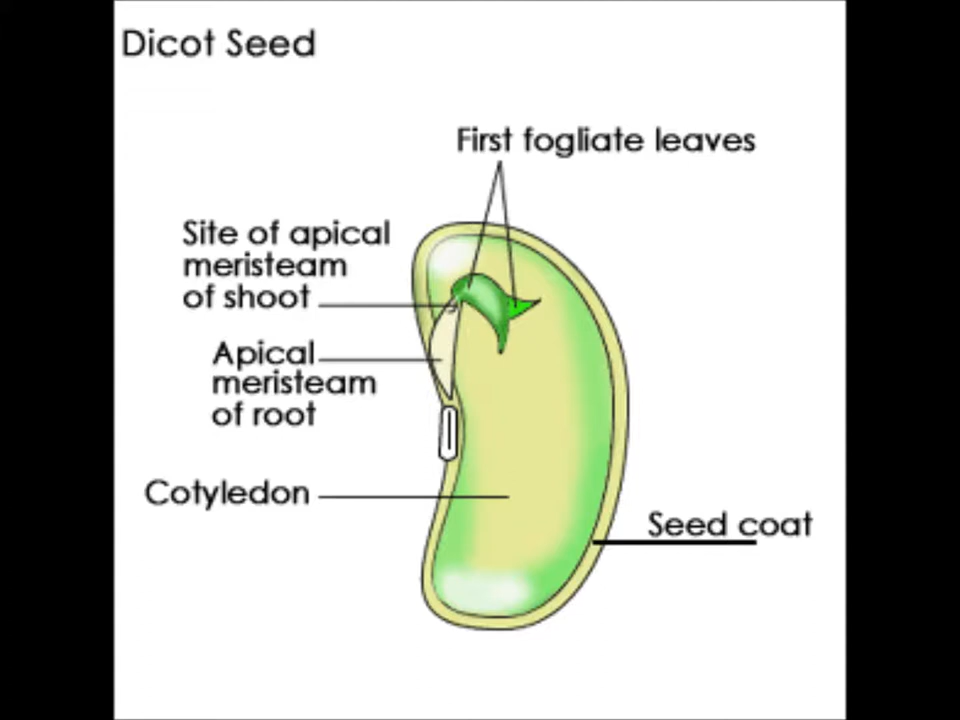 Dicot Seed
First fogliate leaves
Site of apical
meristeam
of shoot
Apical
meristeam
of root
Cotyledon
Seed coat